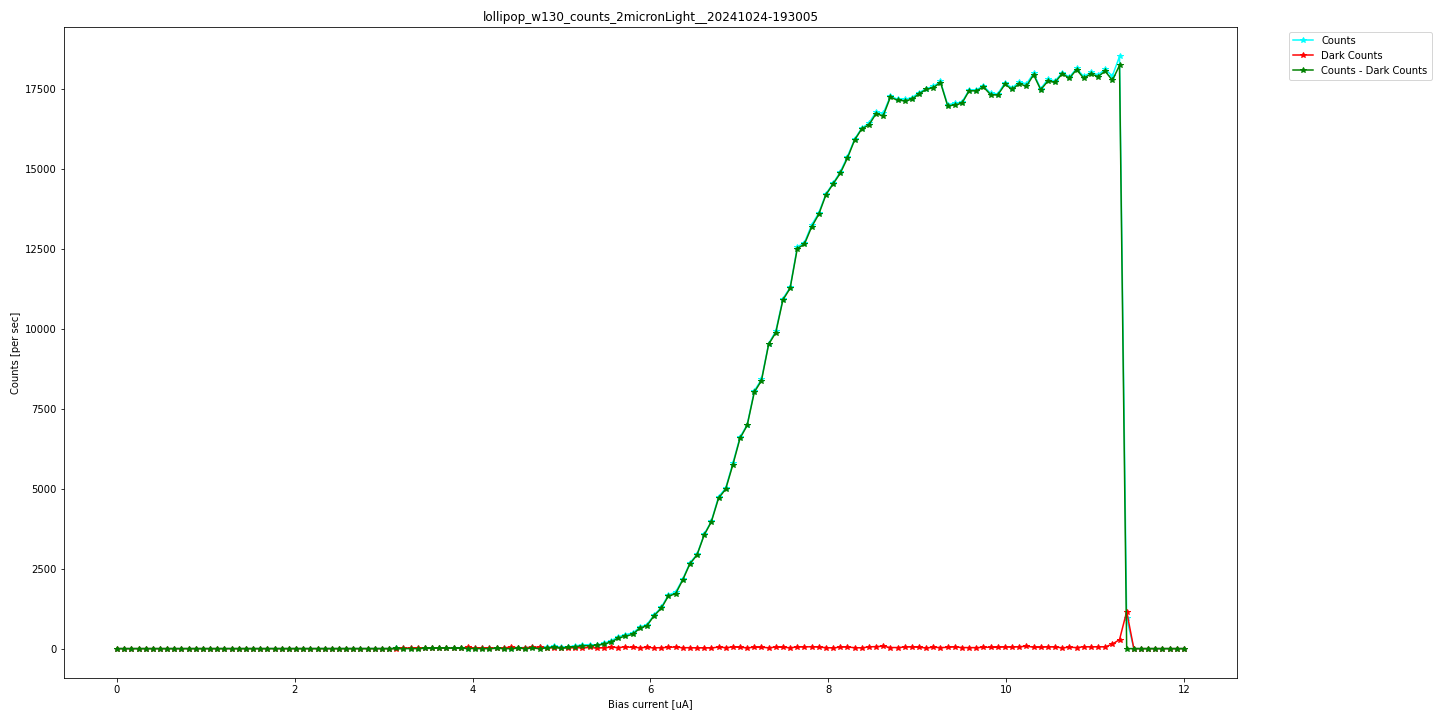 lollipop_w130_counts_2micronLight__20241024-193005
Counts
Dark Counts
Counts - Dark Counts
17500
15000
12500
10000
7500
5000
2500
0
Counts [per sec]
0 2 4 6 8 10 12
Bias current [uA]